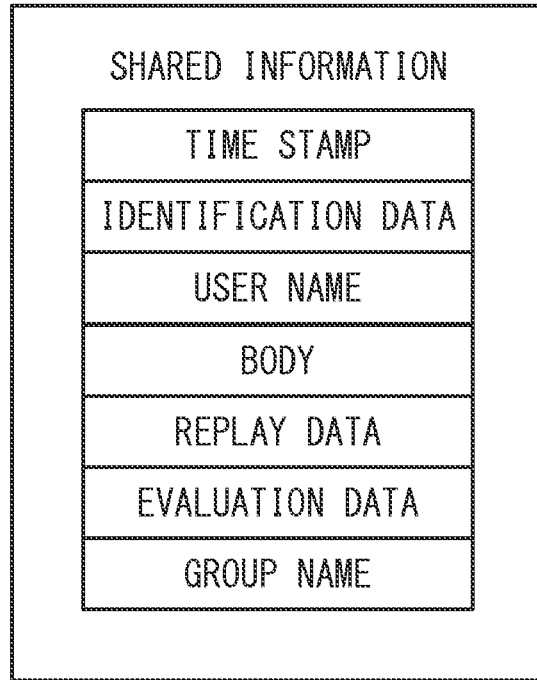 SHARED INFORMATION
TIME STAMP
IDENTIFICATION DATA
USER NAME
BODY
REPLAY DATA
EVALUATION DATA
GROUP NAME